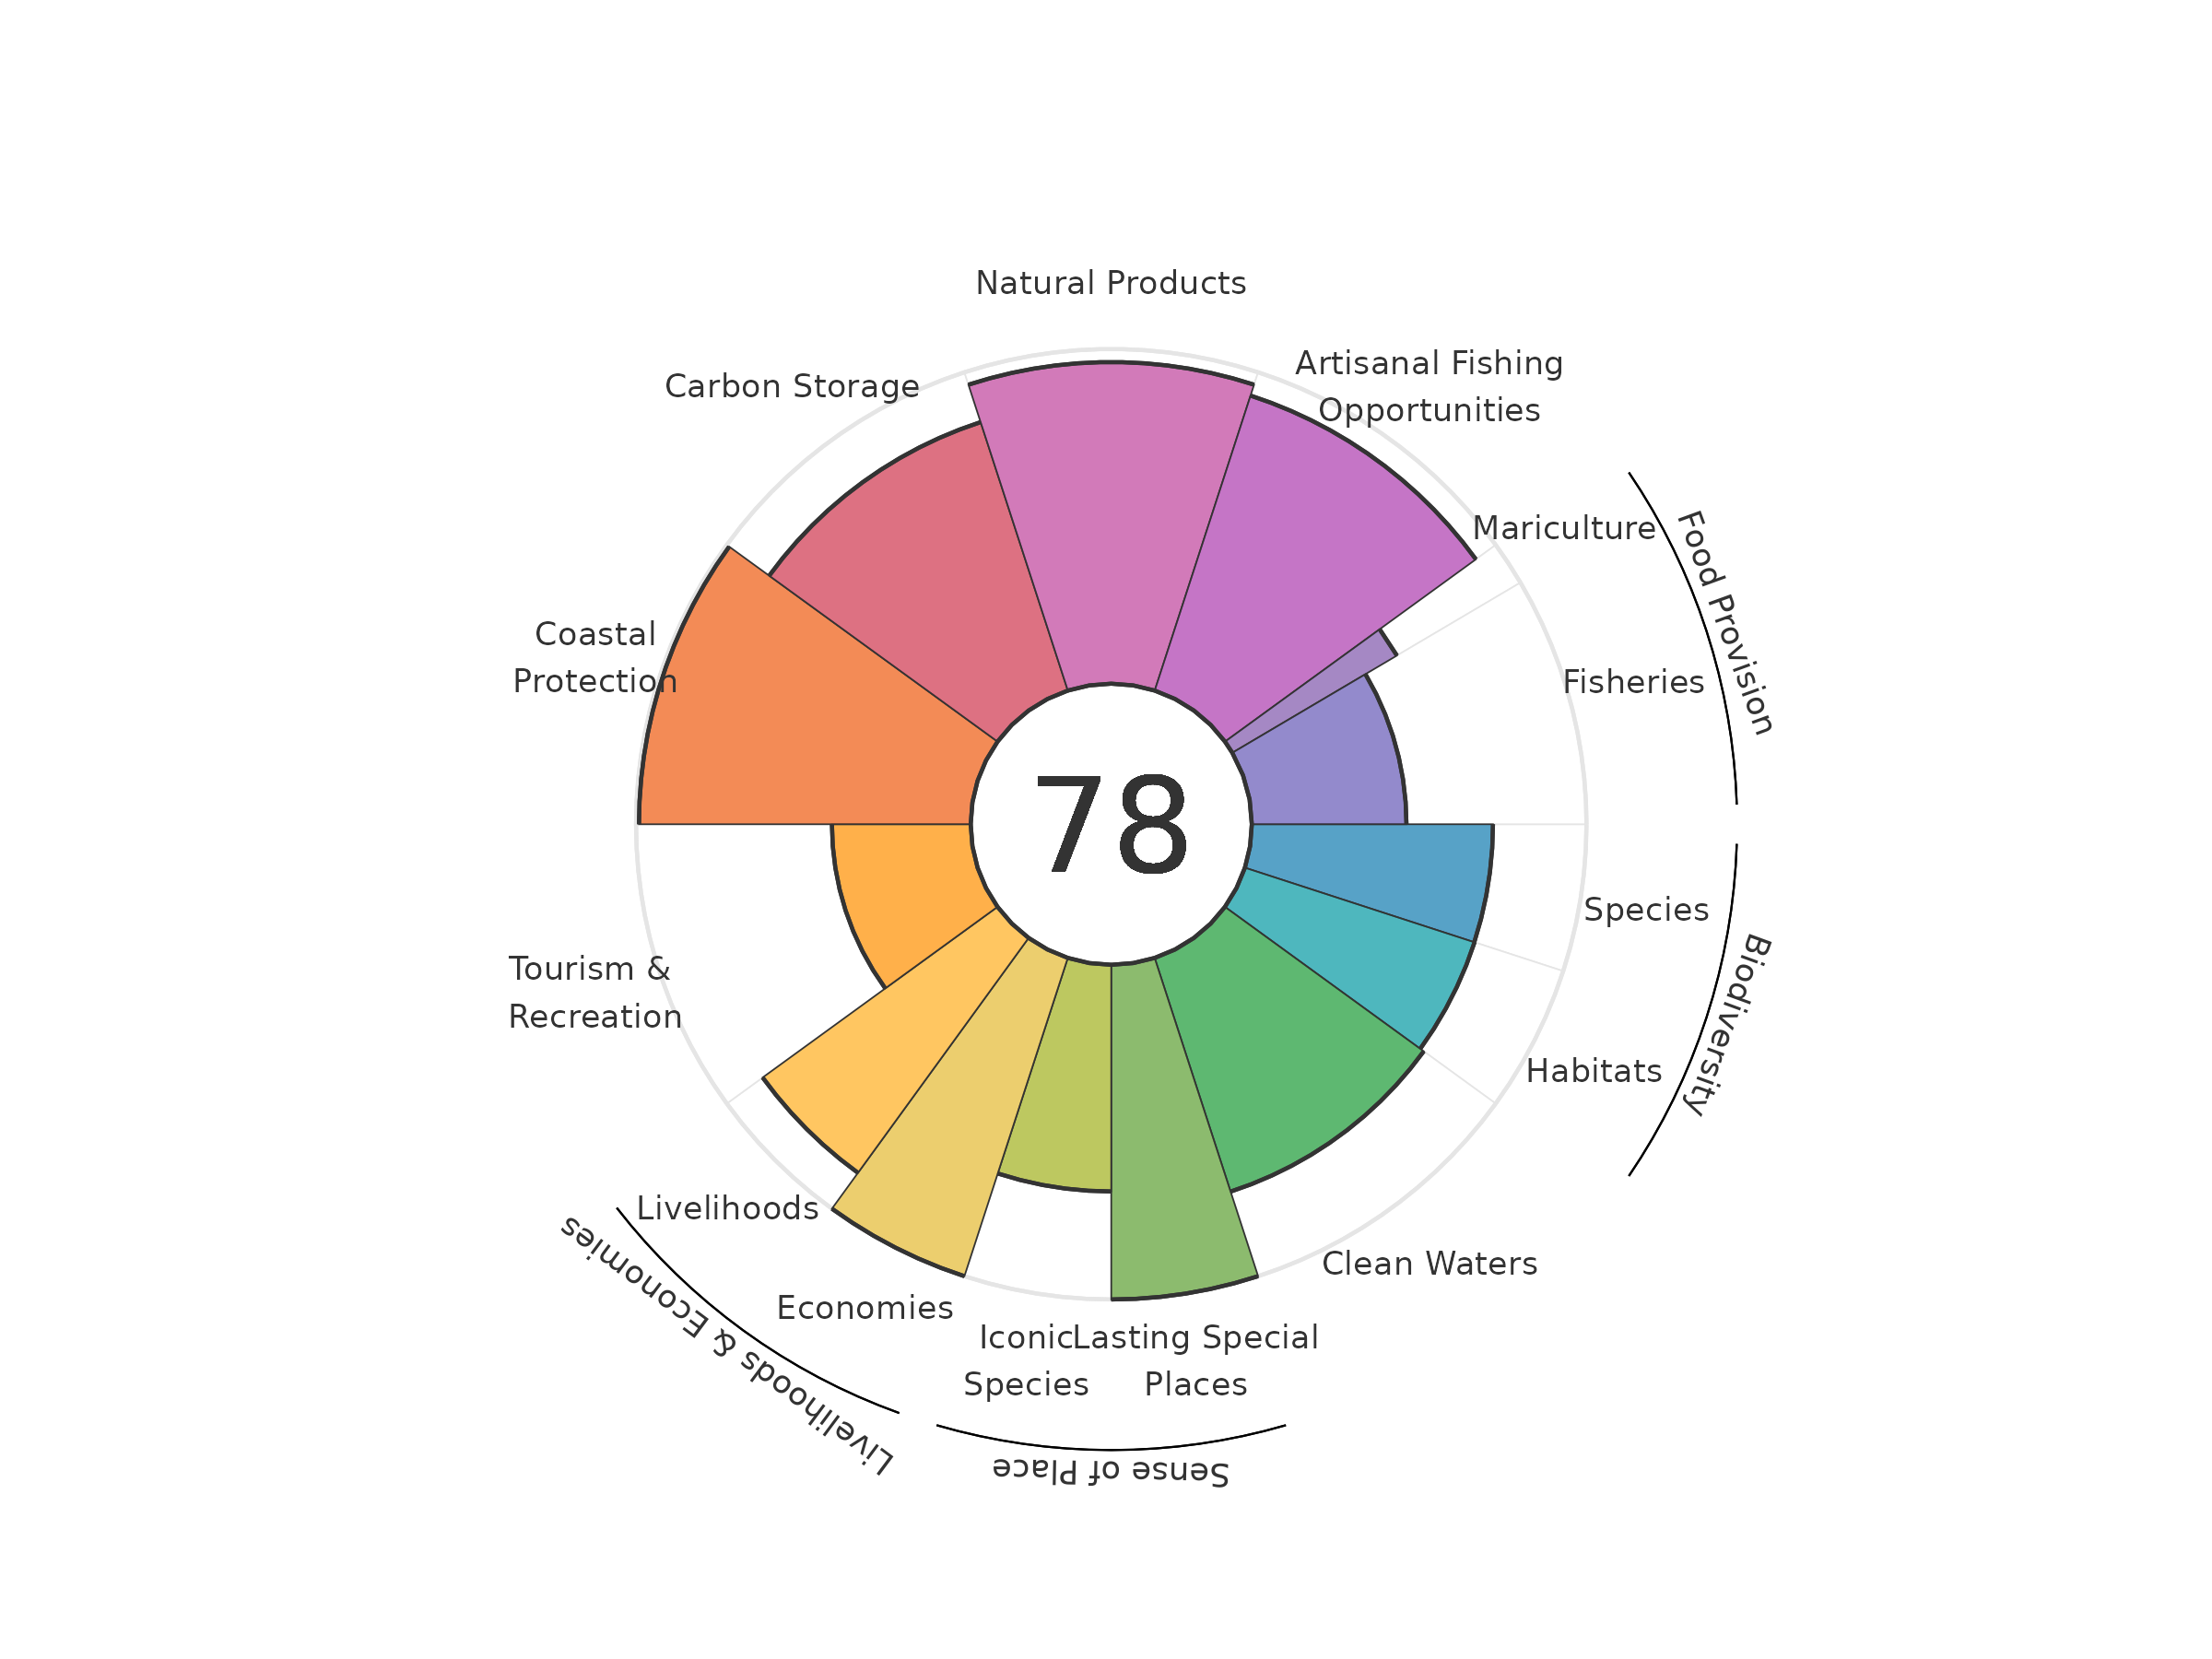 Natural Products
Artisanal Fishing
Opportunities
Carbon Storage
Mariculture
Food Provision
Coastal
Protection
Fisheries
78
Species
Biodiversity
Tourism &
Recreation
Habitats
Livelihoods
Clean Waters
Economies
Livelihoods & Economies
Iconic
Species
Lasting Special
Places
Sense of Place